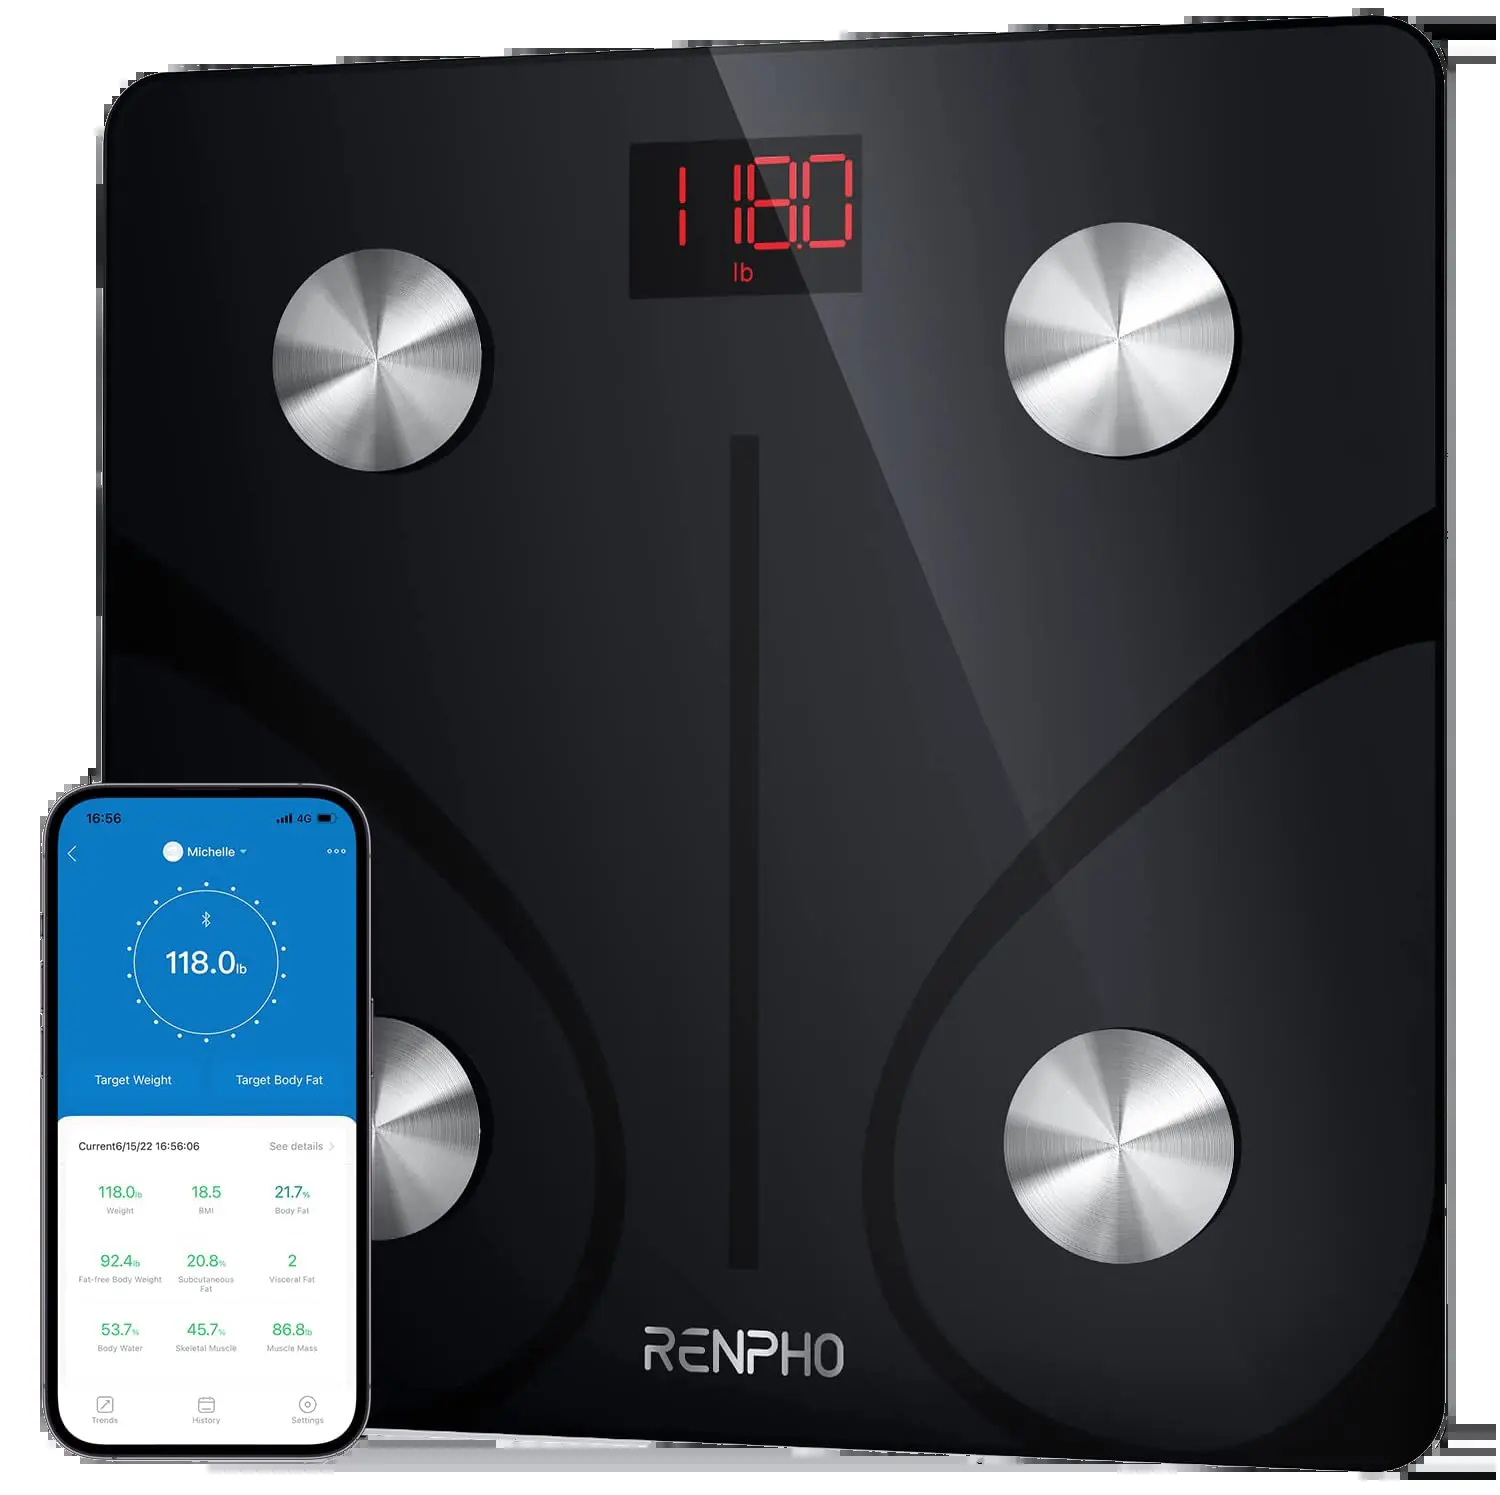 118.0
lb
16:56
4G
Michelle
118.0lb
Target Weight
Target Body Fat
Current6/15/22 16:56:06
See details
118.0lb
18.5
21.7%
Weight
BMI
Body Fat
92.4lb
20.8%
2
Fat-free Body Weight
Subcutaneous
Fat
Visceral Fat
53.7%
45.7%
86.8lb
Body Water
Skeletal Muscle
Muscle Mass
Trends
History
Settings
RENPHO